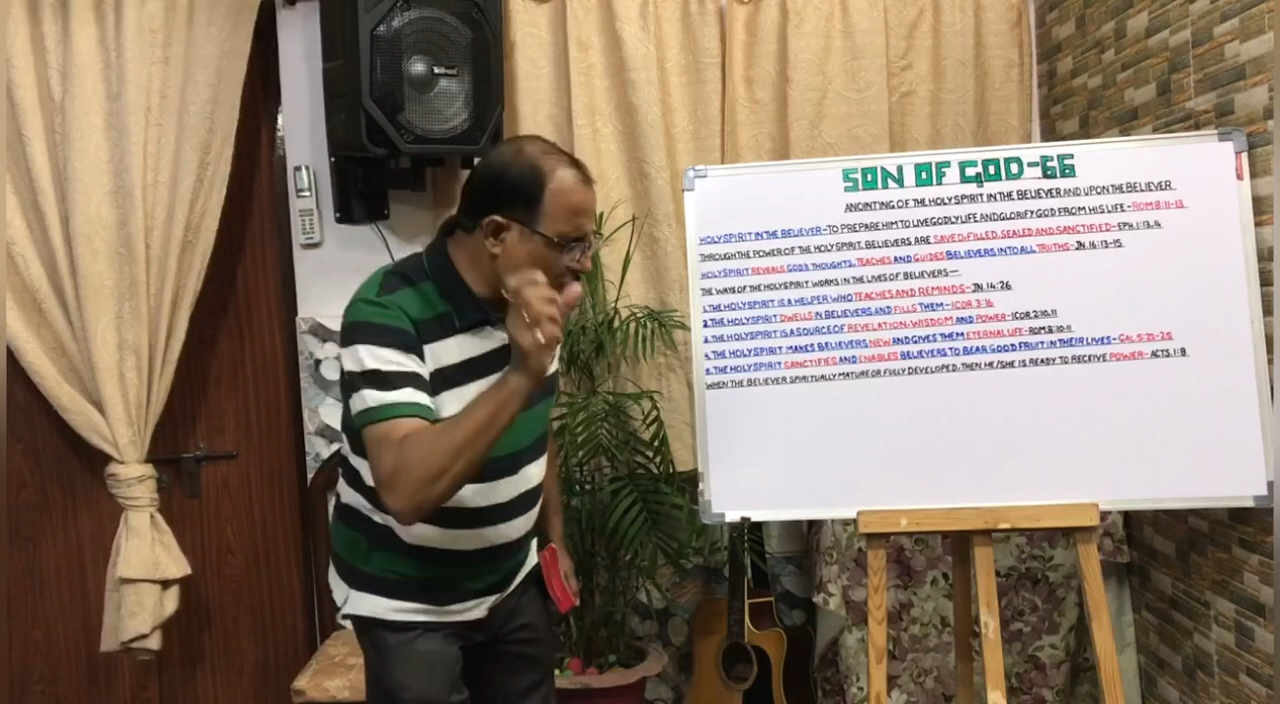 SON OF GOD-66
ANOINTING OF THE HOLY SPIRIT IN THE BELIEVER AND UPON THE BELIEVER
HOLY SPIRIT IN THE BELIEVER-TO PREPARE HIM TO LIVE GODLY LIFE AND GLORIFY GOD FROM HIS LIFE-ROM 8:11-13
THROUGH THE POWER OF THE HOLY SPIRIT, BELIEVERS ARE SAVED, FILLED, SEALED AND SANCTIFIED-EPH.1:13,14
HOLY SPIRIT REVEALS GOD'S THOUGHTS, TEACHES AND GUIDES BELIEVERS INTO ALL TRUTHS-JN.16:13-15
THE WAYS OF THE HOLY SPIRIT WORKS IN THE LIVES OF BELIEVERS—
1. THE HOLY SPIRIT IS A HELPER WHO TEACHES AND REMINDS-JN.14:26
2. THE HOLY SPIRIT DWELLS IN BELIEVERS AND FILLS THEM-1COR 3:16
3. THE HOLY SPIRIT IS A SOURCE OF REVELATION, WISDOM AND POWER-1COR 2:10,11
4. THE HOLY SPIRIT MAKES BELIEVERS NEW AND GIVES THEM ETERNAL LIFE-ROM.8:10-11
THE HOLY SPIRIT SANCTIFIES AND ENABLES BELIEVERS TO BEAR GOOD FRUIT IN THEIR LIVES-GAL 5:22-25
WHEN THE BELIEVER SPIRITUALLY MATURE OR FULLY DEVELOPED, THEN HE/SHE IS READY TO RECEIVE POWER-ACTS.1:8